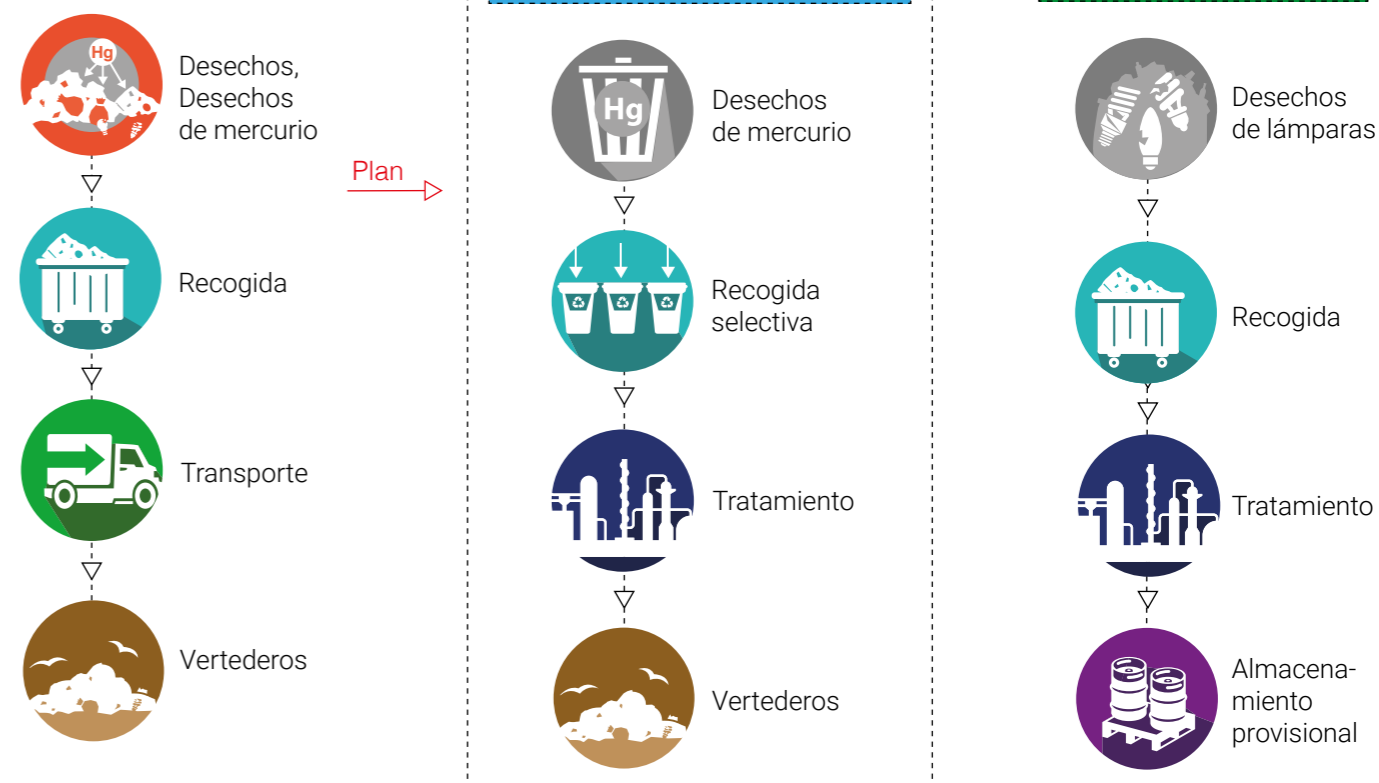 Hg
Desechos,
Desechos
de mercurio
Recogida
Transporte
Vertederos
Plan
Hg
Desechos
de mercurio
Recogida
selectiva
Tratamiento
Vertederos
Desechos
de lámparas
Recogida
Tratamiento
Almacena-
miento
provisional